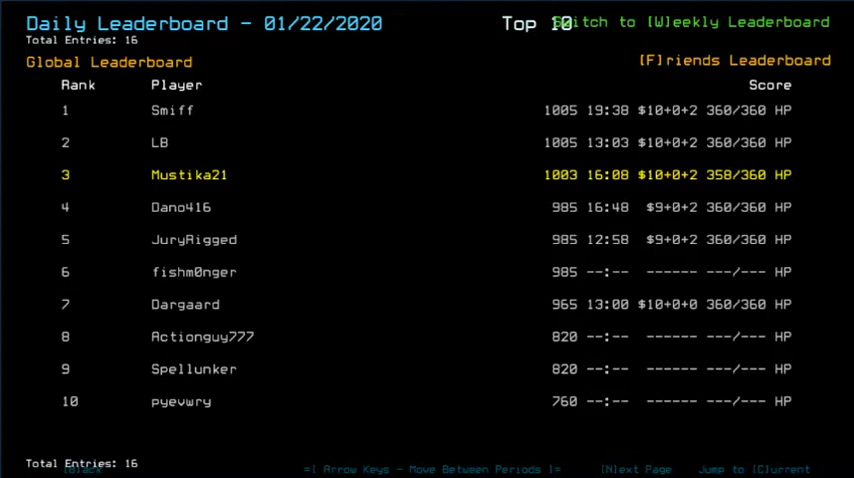 Daily Leaderboard - 01/22/2020 Top 10 Switch to [W]eekly Leaderboard
Total Entries: 16
Global Leaderboard [F]riends Leaderboard
Rank Player Score
1 Smiff 1005 19:38 $10+0+2 360/360 HP
2 LB 1005 13:03 $10+0+2 360/360 HP
3 Mustika21 1003 16:08 $10+0+2 358/360 HP
4 Dano416 985 16:48 $9+0+2 360/360 HP
5 JuryRigged 985 12:58 $9+0+2 360/360 HP
6 fishm0nger 985 --:-- ------ ---/--- HP
7 Dargaard 965 13:00 $10+0+0 360/360 HP
8 Actionguy777 820 --:-- ------ ---/--- HP
9 Spellunker 820 --:-- ------ ---/--- HP
10 pyevwry 760 --:-- ------ ---/--- HP
Total Entries: 16
[B]ack =[ Arrow Keys - Move Between Periods ]= [N]ext Page Jump to [C]urrent